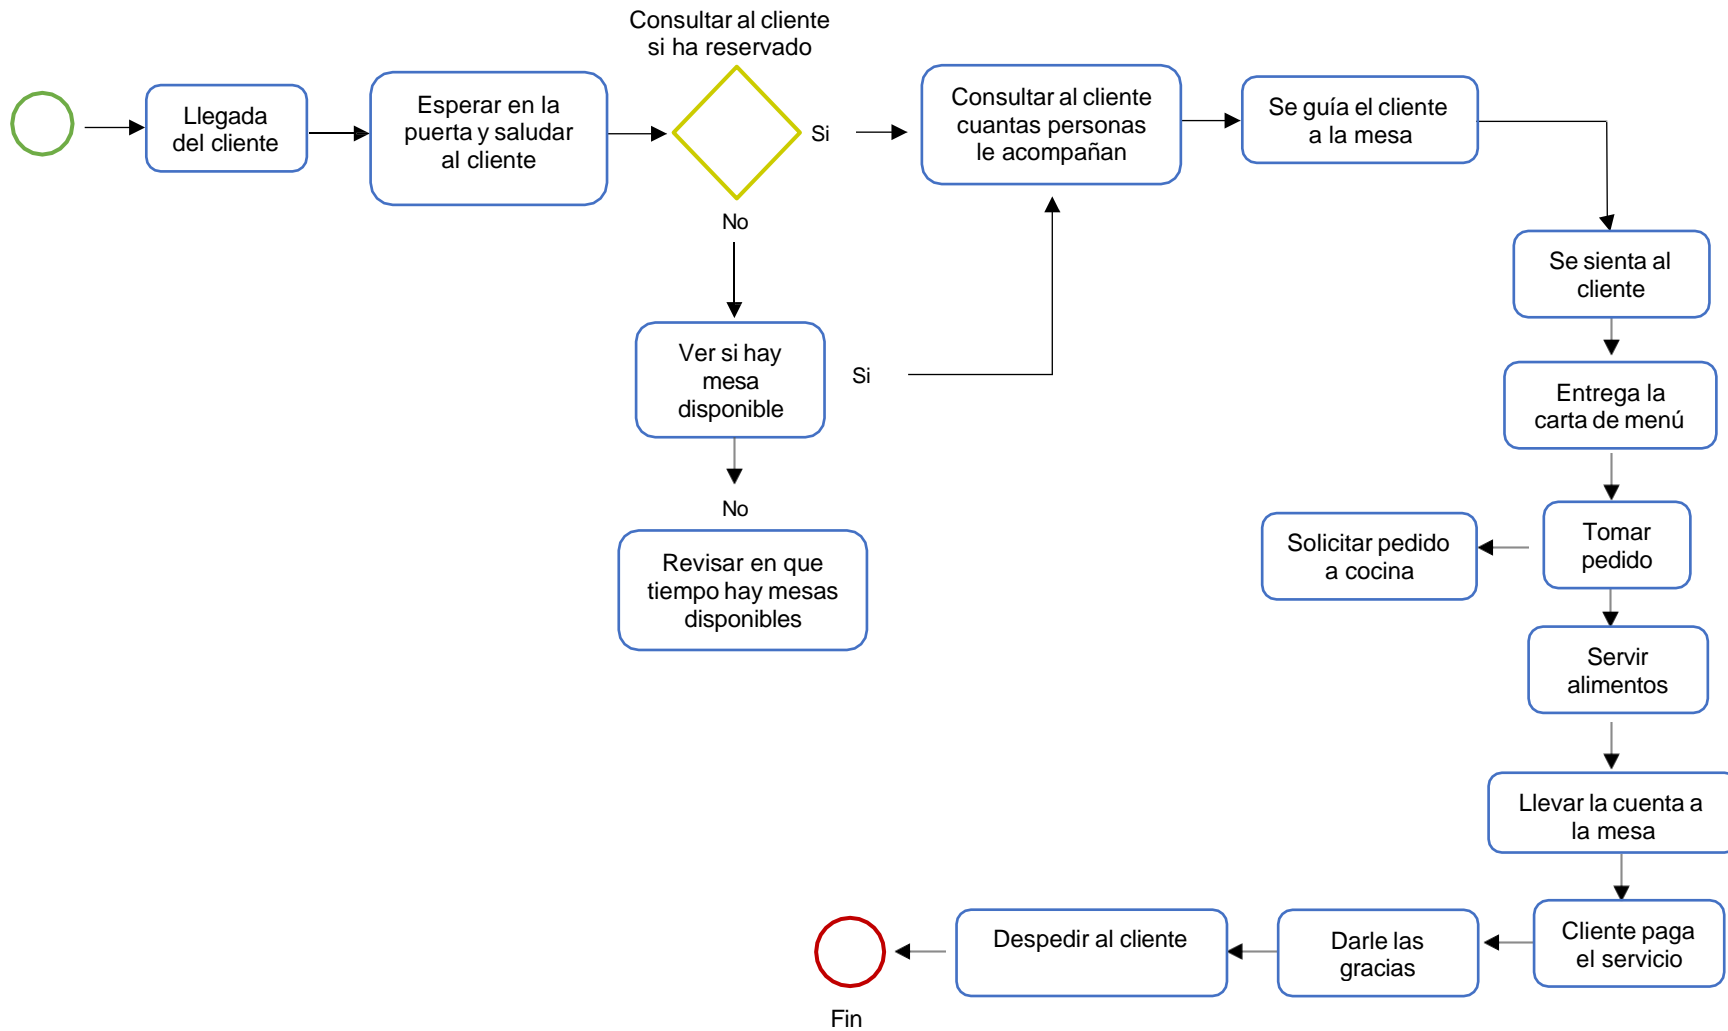 Consultar al cliente
si ha reservado
Llegada
del cliente
Esperar en la
puerta y saludar
al cliente
Si
Consultar al cliente
cuantas personas
le acompañan
Se guía el cliente
a la mesa
No
Se sienta al
cliente
Ver si hay
mesa
disponible
Si
Entrega la
carta de menú
No
Revisar en que
tiempo hay mesas
disponibles
Solicitar pedido
a cocina
Tomar
pedido
Servir
alimentos
Llevar la cuenta a
la mesa
Cliente paga
el servicio
Darle las
gracias
Despedir al cliente
Fin